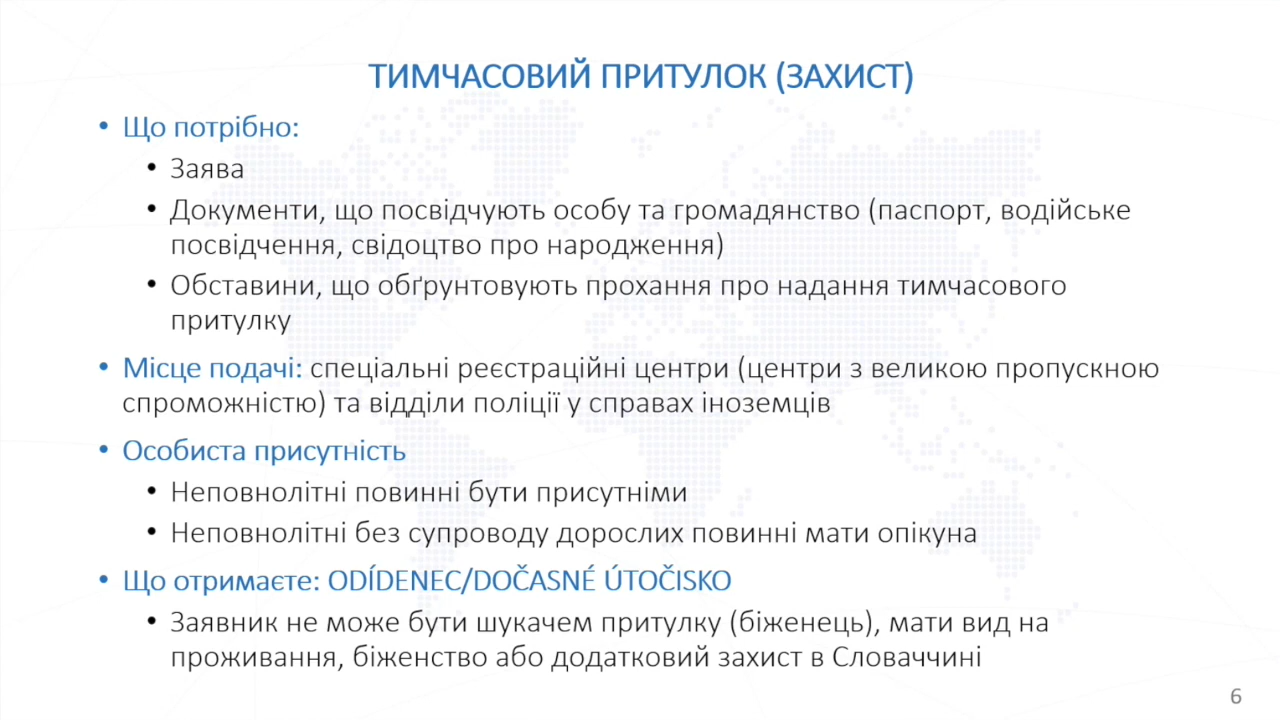 ТИМЧАСОВИЙ ПРИТУЛОК (ЗАХИСТ)
• Що потрібно:
• Заява
• Документи, що посвідчують особу та громадянство (паспорт, водійське
посвідчення, свідоцтво про народження)
• Обставини, що обґрунтовують прохання про надання тимчасового
притулку
• Місце подачі: спеціальні реєстраційні центри (центри з великою пропускною
спроможністю) та відділи поліції у справах іноземців
• Особиста присутність
• Неповнолітні повинні бути присутніми
• Неповнолітні без супроводу дорослих повинні мати опікуна
• Що отримаєте: ODÍDENEC/DOČASNÉ ÚTOČISKO
• Заявник не може бути шукачем притулку (біженець), мати вид на
проживання, біженство або додатковий захист в Словаччині
6